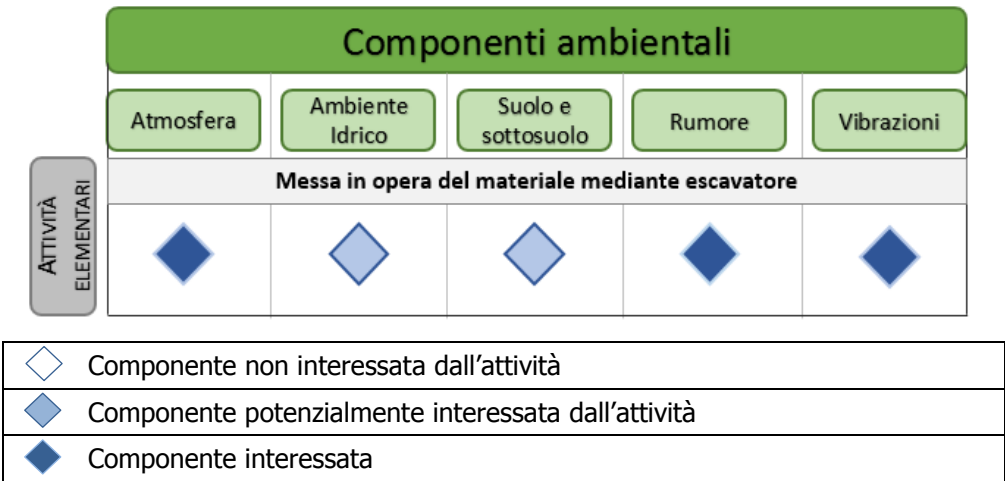 Componenti ambientali
Atmosfera
Ambiente
Idrico
Suolo e
sottosuolo
Rumore
Vibrazioni
ATTIVITÀ
ELEMENTARI
Messa in opera del materiale mediante escavatore
Componente non interessata dall'attività
Componente potenzialmente interessata dall'attività
Componente interessata